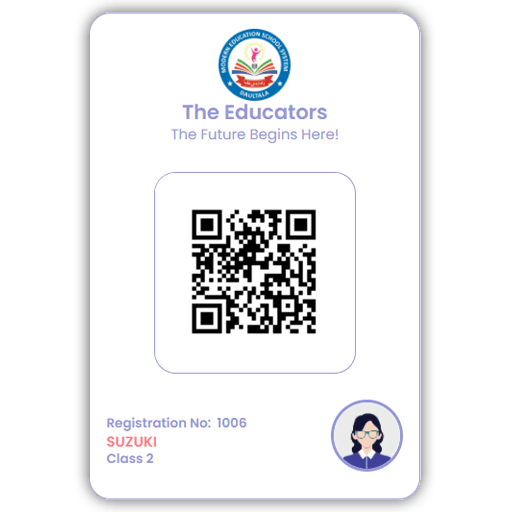 MODERN EDUCATION SCHOOL SYSTEM
DAULTALA
The Educators
The Future Begins Here!
Registration No: 1006
SUZUKI
Class 2